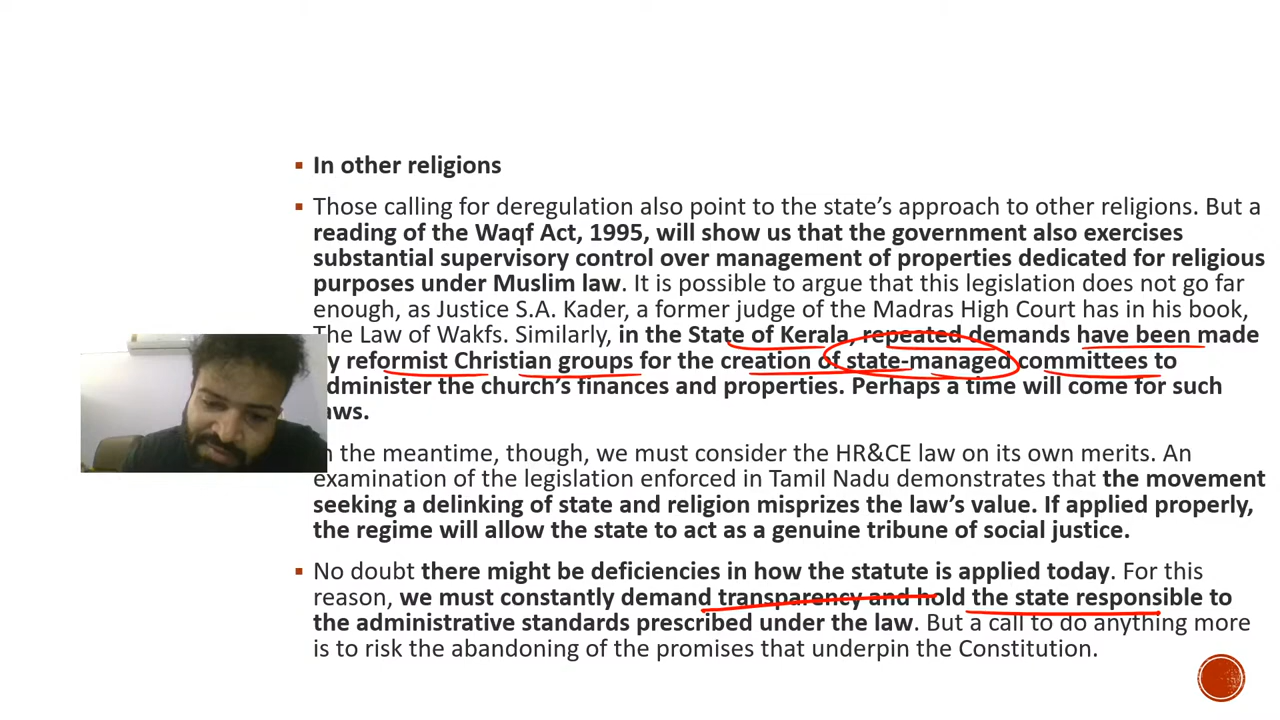 In other religions
Those calling for deregulation also point to the state's approach to other religions. But a
reading of the Waqf Act, 1995, will show us that the government also exercises
substantial supervisory control over management of properties dedicated for religious
purposes under Muslim law. It is possible to argue that this legislation does not go far
enough, as Justice S.A. Kader, a former judge of the Madras High Court has in his book,
The Law of Wakfs. Similarly, in the State of Kerala, repeated demands have been made
y reformist Christian groups for the creation of state-managed committees to
administer the church's finances and properties. Perhaps a time will come for such
aws.
n the meantime, though, we must consider the HR&CE law on its own merits. An
examination of the legislation enforced in Tamil Nadu demonstrates that the movement
seeking a delinking of state and religion misprizes the law's value. If applied properly,
the regime will allow the state to act as a genuine tribune of social justice.
No doubt there might be deficiencies in how the statute is applied today. For this
reason, we must constantly demand transparency and hold the state responsible to
the administrative standards prescribed under the law. But a call to do anything more
is to risk the abandoning of the promises that underpin the Constitution.